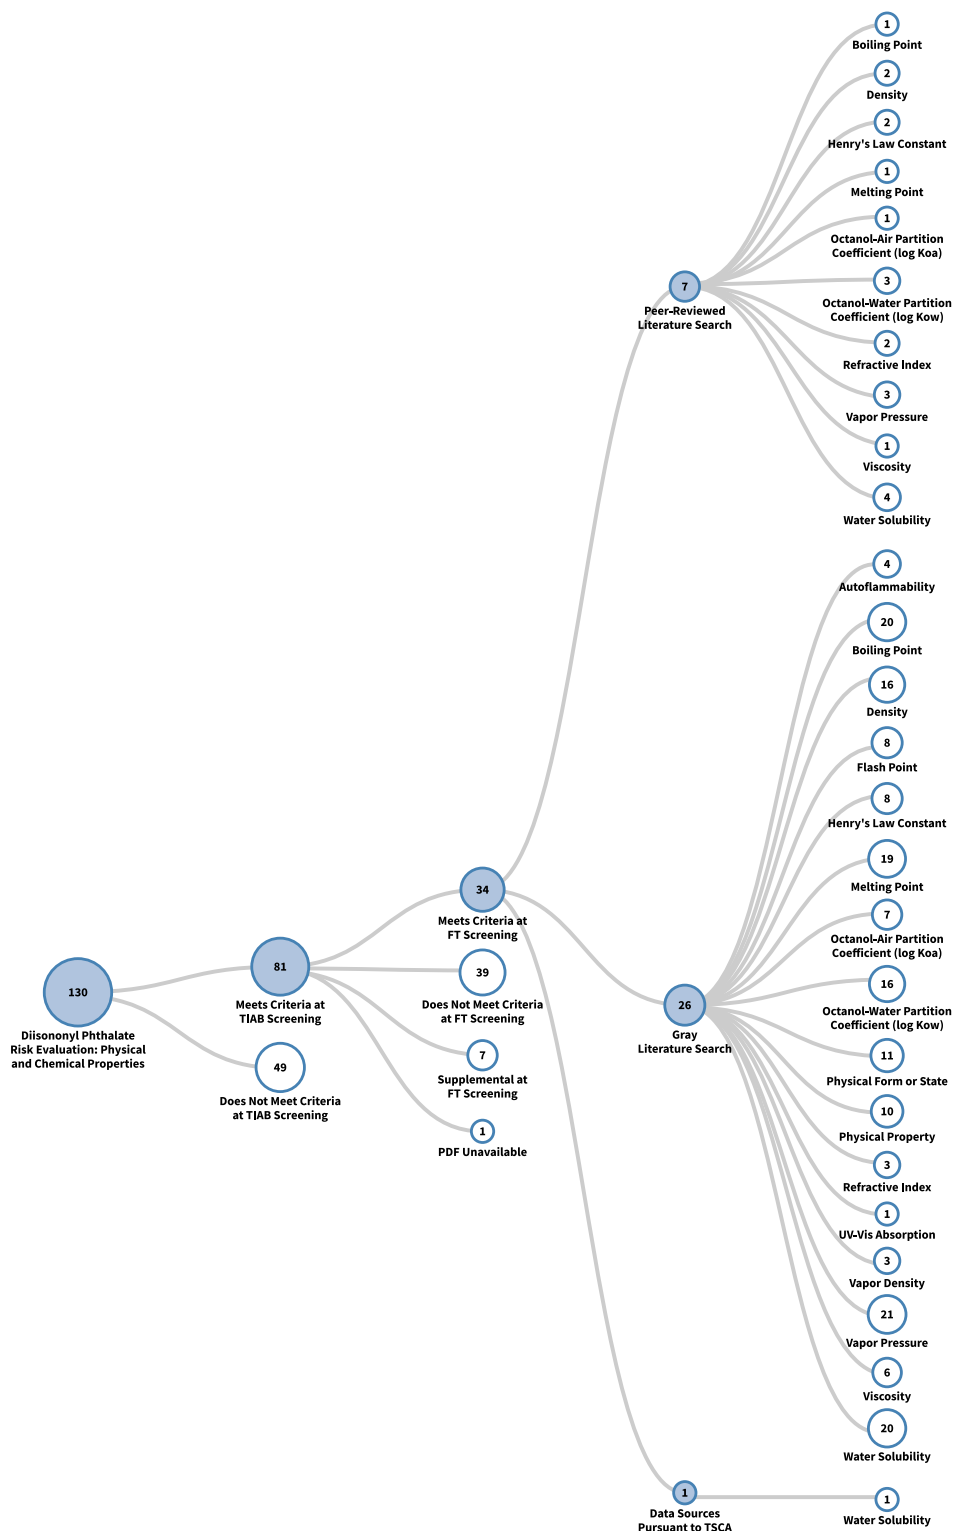 130
Diisononyl Phthalate
Risk Evaluation: Physical
and Chemical Properties
81
Meets Criteria at
TIAB Screening
49
Does Not Meet Criteria
at TIAB Screening
34
Meets Criteria at
FT Screening
39
Does Not Meet Criteria
at FT Screening
7
Supplemental at
FT Screening
1
PDF Unavailable
7
Peer-Reviewed
Literature Search
1
Boiling Point
2
Density
2
Henry's Law Constant
1
Melting Point
1
Octanol-Air Partition
Coefficient (log Koa)
3
Octanol-Water Partition
Coefficient (log Kow)
2
Refractive Index
3
Vapor Pressure
1
Viscosity
4
Water Solubility
26
Gray
Literature Search
4
Autoflammability
20
Boiling Point
16
Density
8
Flash Point
8
Henry's Law Constant
19
Melting Point
7
Octanol-Air Partition
Coefficient (log Koa)
16
Octanol-Water Partition
Coefficient (log Kow)
11
Physical Form or State
10
Physical Property
3
Refractive Index
1
UV-Vis Absorption
3
Vapor Density
21
Vapor Pressure
6
Viscosity
20
Water Solubility
1
Data Sources
Pursuant to TSCA
1
Water Solubility